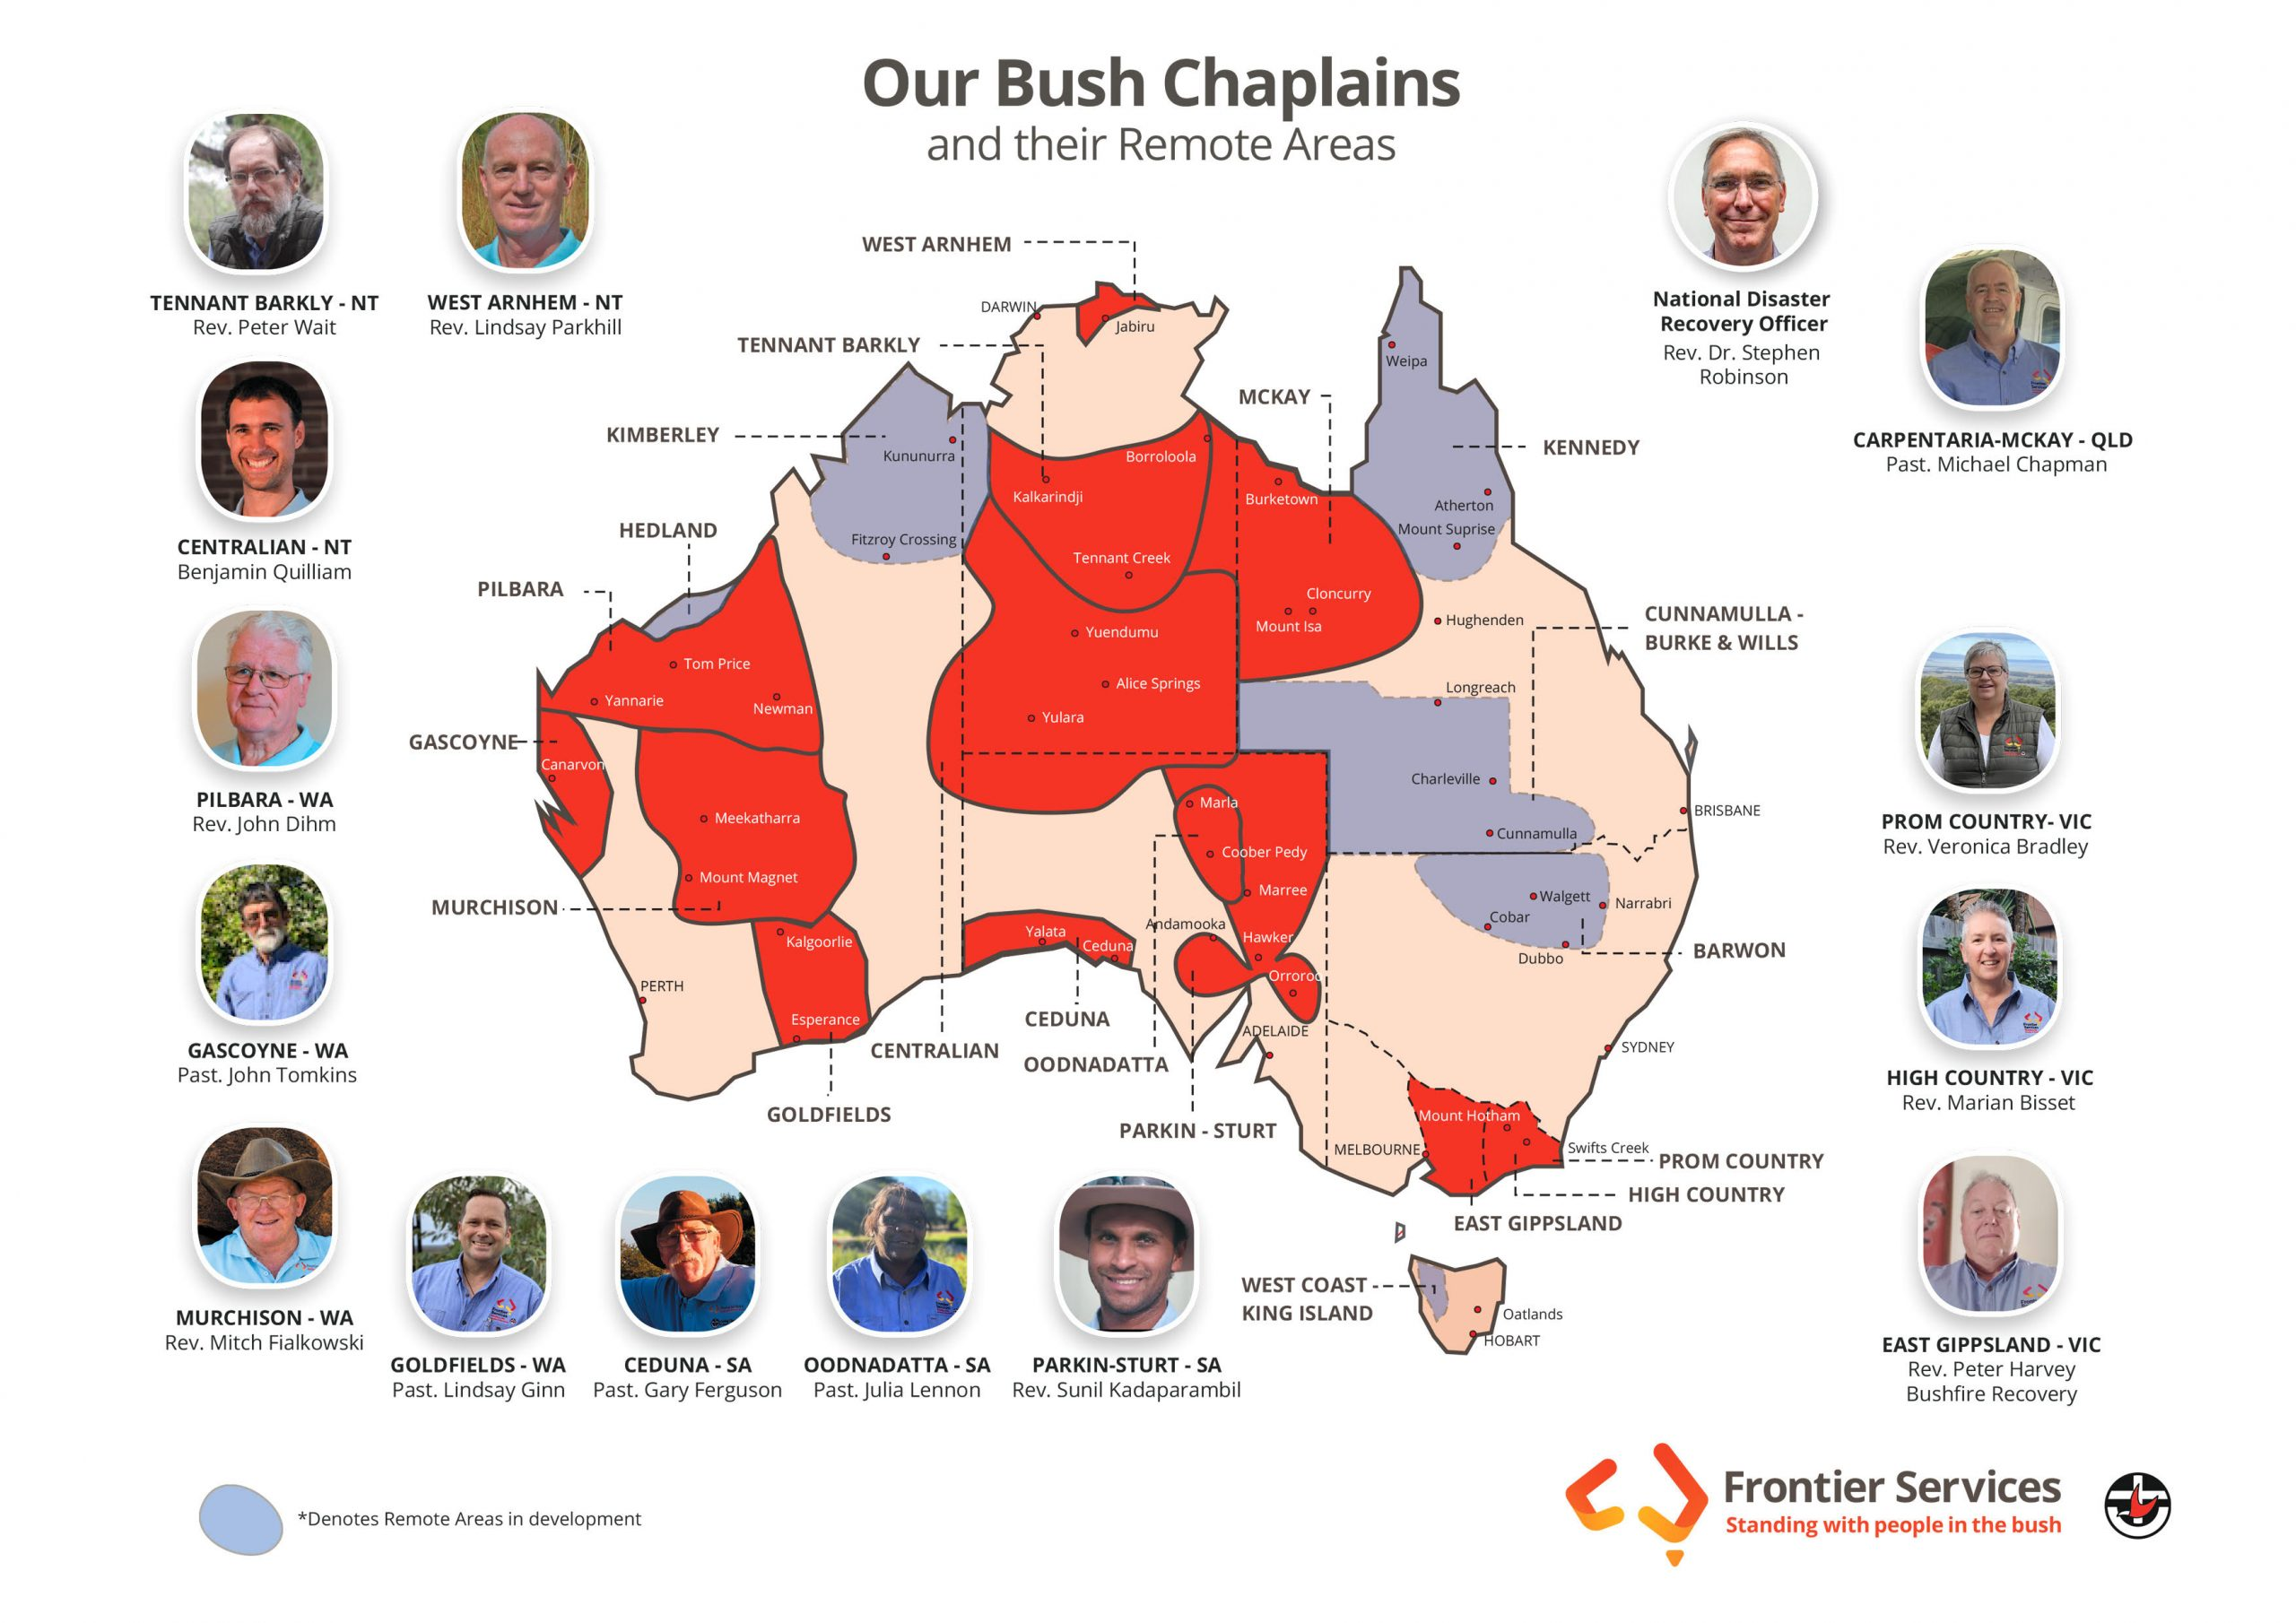 Our Bush Chaplains
and their Remote Areas
TENNANT BARKLY - NT
Rev. Peter Wait
WEST ARNHEM - NT
Rev. Lindsay Parkhill
CENTRALIAN - NT
Benjamin Quilliam
PILBARA - WA
Rev. John Dihm
GASCOYNE - WA
Past. John Tomkins
MURCHISON - WA
Rev. Mitch Fialkowski
GOLDFIELDS - WA
Past. Lindsay Ginn
CEDUNA - SA
Past. Gary Ferguson
OODNADATTA - SA
Past. Julia Lennon
PARKIN-STURT - SA
Rev. Sunil Kadaparambil
National Disaster
Recovery Officer
Rev. Dr. Stephen
Robinson
CARPENTARIA-MCKAY - QLD
Past. Michael Chapman
PROM COUNTRY- VIC
Rev. Veronica Bradley
HIGH COUNTRY - VIC
Rev. Marian Bisset
EAST GIPPSLAND - VIC
Rev. Peter Harvey
Bushfire Recovery
WEST ARNHEM
DARWIN
Jabiru
TENNANT BARKLY
Weipa
MCKAY
KIMBERLEY
Kununurra
Borroloola
KENNEDY
Kalkarindji
Burketown
Atherton
Mount Suprise
HEDLAND
Fitzroy Crossing
Tennant Creek
PILBARA
Cloncurry
Mount Isa
Hughenden
CUNNAMULLA -
BURKE & WILLS
Yuendumu
Tom Price
Alice Springs
Longreach
Yannarie
Newman
Yulara
GASCOYNE
Canarvon
Charleville
Marla
BRISBANE
Meekatharra
Cunnamulla
Coober Pedy
Mount Magnet
Marree
Walgett
Narrabri
MURCHISON
Cobar
Andamooka
Yalata
Ceduna
Hawker
Kalgoorlie
BARWON
Dubbo
Orroroo
PERTH
Esperance
CEDUNA
ADELAIDE
SYDNEY
CENTRALIAN
OODNADATTA
GOLDFIELDS
Mount Hotham
PARKIN - STURT
MELBOURNE
Swifts Creek
PROM COUNTRY
HIGH COUNTRY
EAST GIPPSLAND
WEST COAST
KING ISLAND
Oatlands
HOBART
*Denotes Remote Areas in development
Frontier Services
Standing with people in the bush